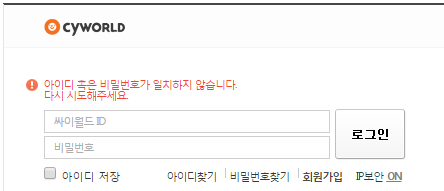 CYWORLD
아이디 혹은 비밀번호가 일치하지 않습니다.
다시 시도해주세요.
싸이월드 ID
비밀번호
로그인
아이디 저장 아이디찾기 | 비밀번호찾기 | 회원가입 IP보안 ON